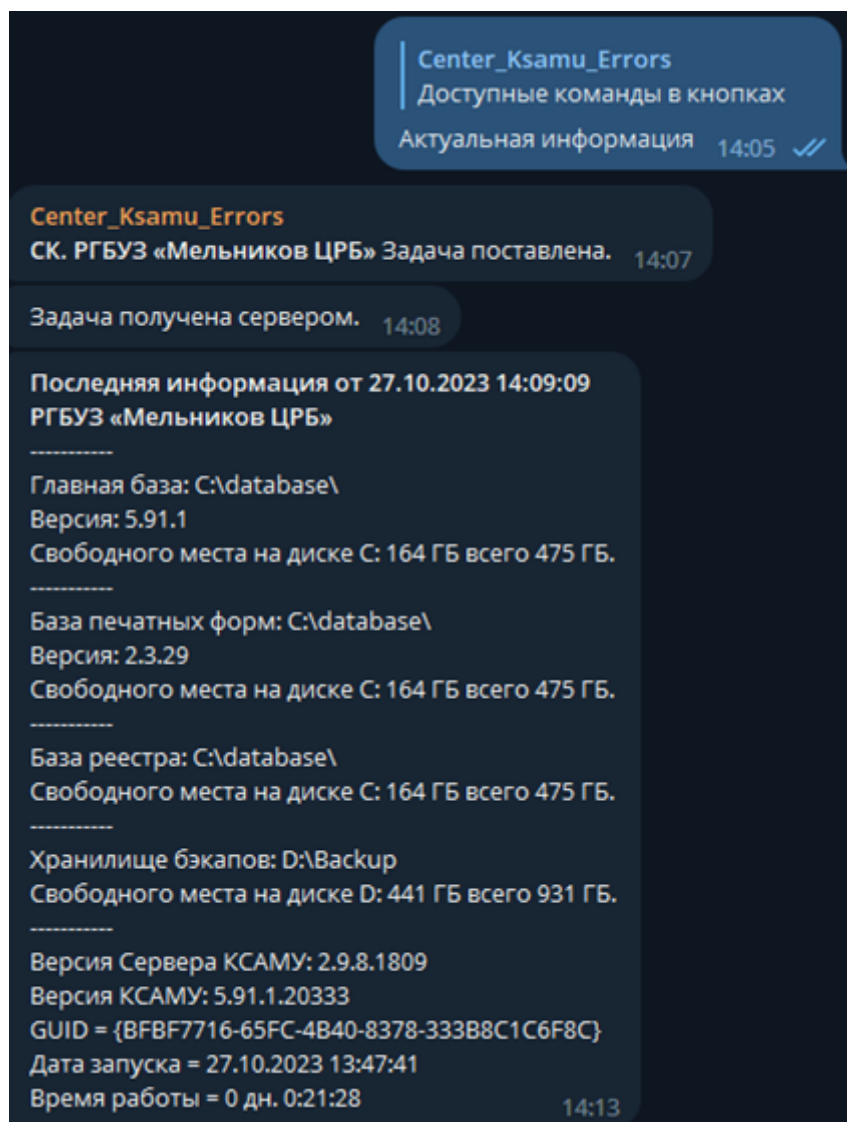 Center_Ksamu_Errors
Доступные команды в кнопках
Актуальная информация 14:05
Center_Ksamu_Errors
СК. РГБУЗ «Мельников ЦРБ» Задача поставлена. 14:07
Задача получена сервером. 14:08
Последняя информация от 27.10.2023 14:09:09
РГБУЗ «Мельников ЦРБ»
-----------
Главная база: C:\database\
Версия: 5.91.1
Свободного места на диске C: 164 ГБ всего 475 ГБ.
-----------
База печатных форм: C:\database\
Версия: 2.3.29
Свободного места на диске C: 164 ГБ всего 475 ГБ.
-----------
База реестра: C:\database\
Свободного места на диске C: 164 ГБ всего 475 ГБ.
-----------
Хранилище бэкапов: D:\Backup
Свободного места на диске D: 441 ГБ всего 931 ГБ.
-----------
Версия Сервера КСАМУ: 2.9.8.1809
Версия КСАМУ: 5.91.1.20333
GUID = {BFBF7716-65FC-4B40-8378-333B8C1C6F8C}
Дата запуска = 27.10.2023 13:47:41
Время работы = 0 дн. 0:21:28 14:13